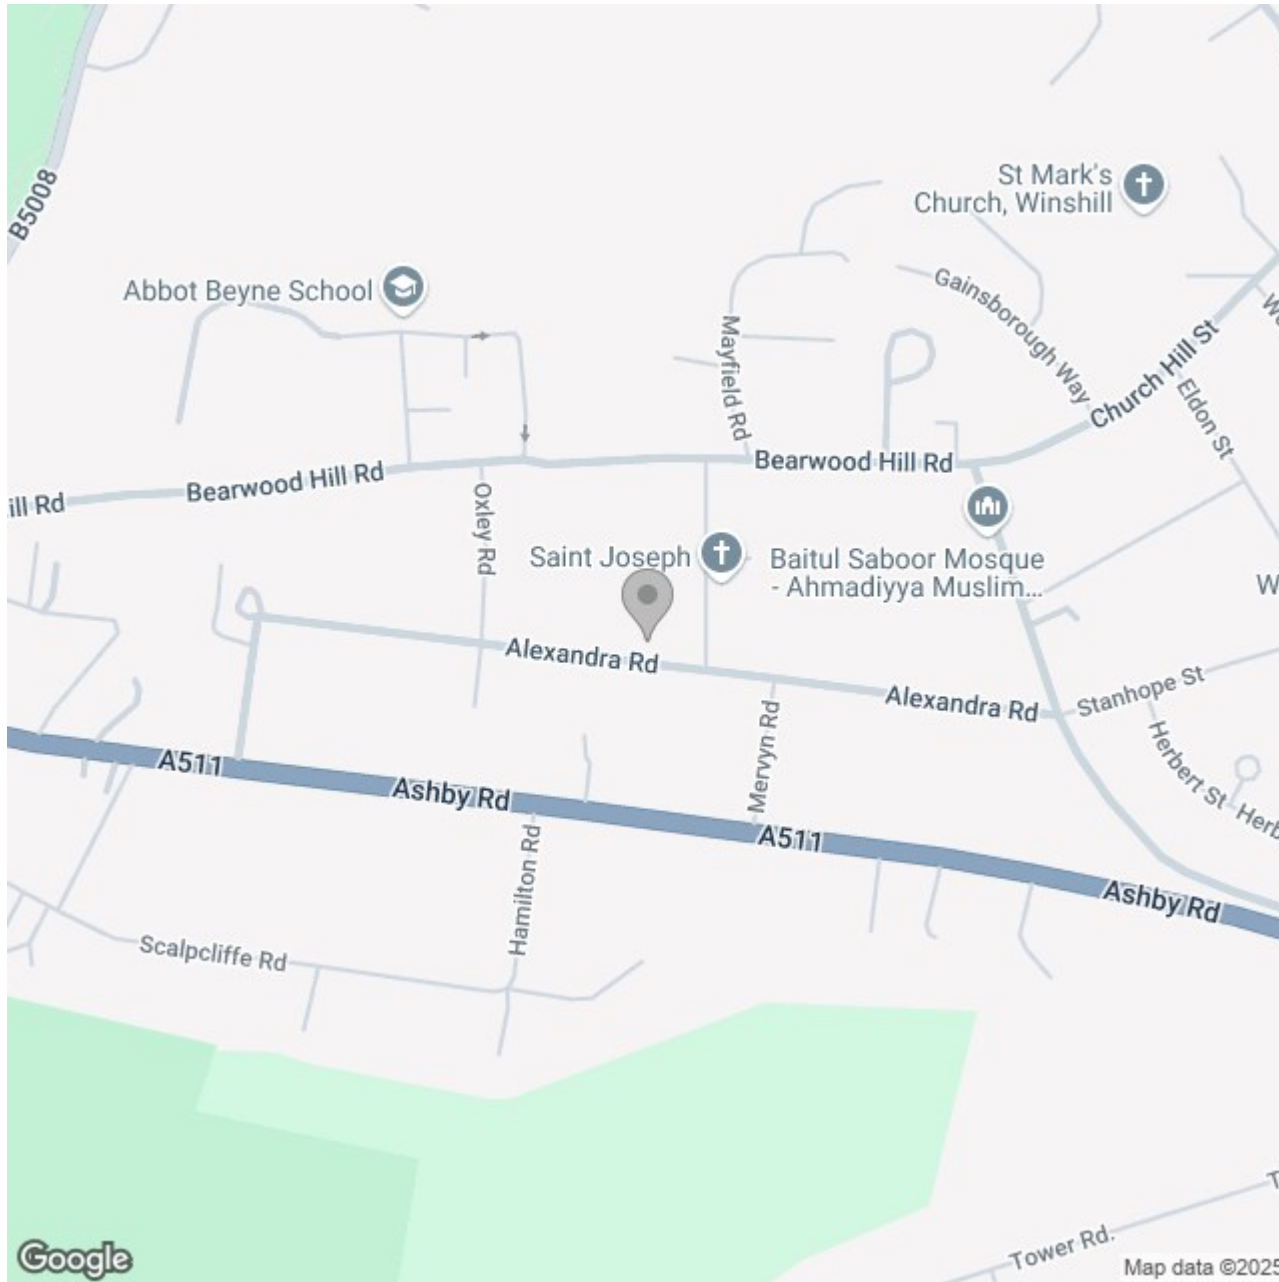 B5008
St Mark's
Church, Winshill
Abbot Beyne School
Gainsborough Way
Mayfield Rd
Church Hill St
Eldon St
Bearwood Hill Rd
Bearwood Hill Rd
ill Rd
Oxley Rd
Saint Joseph
Baitul Saboor Mosque
- Ahmadiyya Muslim...
W
Alexandra Rd
Alexandra Rd
Stanhope St
Herbert St
Herb
Mervyn Rd
A511
Ashby Rd
A511
Ashby Rd
Hamilton Rd
Scalpcliffe Rd
Tower Rd.
T
Google
Map data ©2025